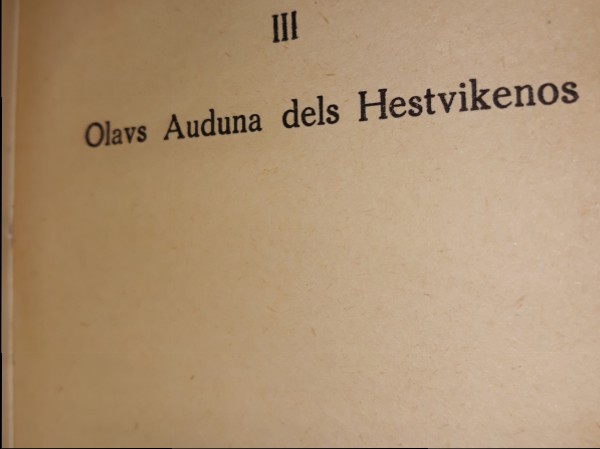 III
Olavs Auduna dels Hestvikenos